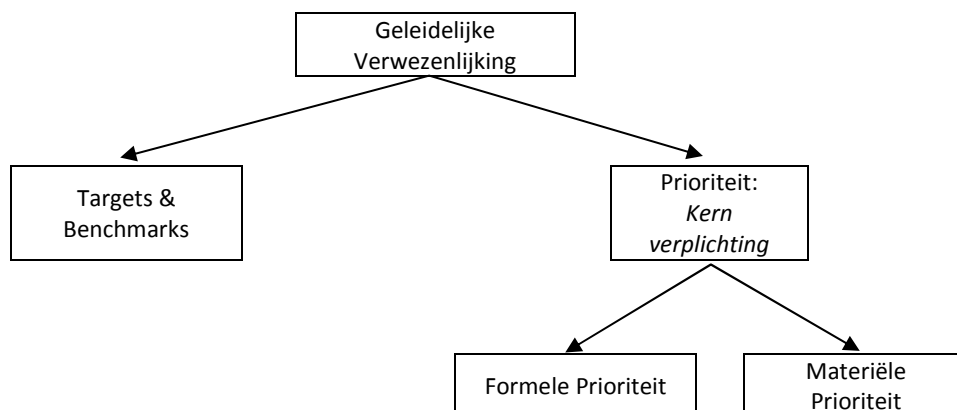 Geleidelijke
Verwezenlijking
Targets &
Benchmarks
Prioriteit:
Kern
verplichting
Formele Prioriteit
Materiële
Prioriteit